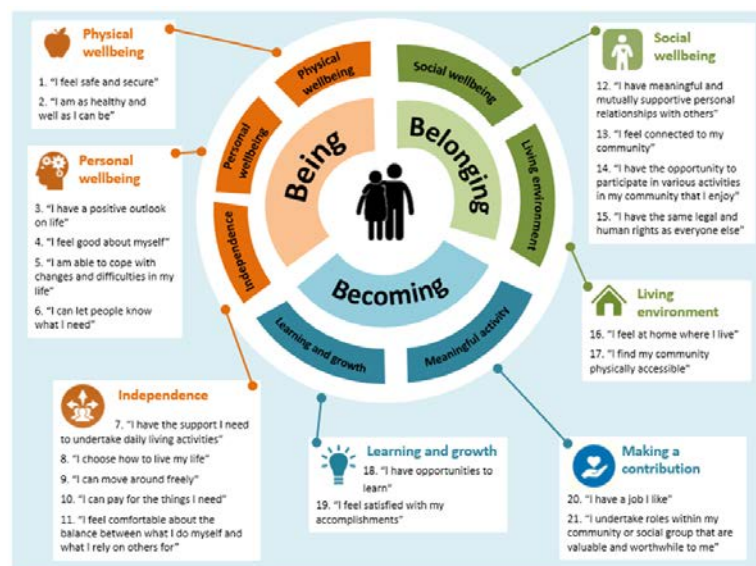 Physical
wellbeing
1. “I feel safe and secure”
2. “I am as healthy and
well as I can be”
Personal
wellbeing
3. “I have a positive outlook
on life”
4. “I feel good about myself”
5. “I am able to cope with
changes and difficulties in my
life”
6. “I can let people know
what I need”
Independence
7. “I have the support I need
to undertake daily living activities”
8. “I choose how to live my life”
9. “I can move around freely”
10. “I can pay for the things I need”
11. “I feel comfortable about the
balance between what I do myself and
what I rely on others for”
Physical
wellbeing
Personal
wellbeing
Independence
Being
Social wellbeing
Living environment
Belonging
Becoming
Learning and growth
Meaningful activity
Learning and growth
18. “I have opportunities to
learn”
19. “I feel satisfied with my
accomplishments”
Social
wellbeing
12. “I have meaningful and
mutually supportive personal
relationships with others”
13. “I feel connected to my
community”
14. “I have the opportunity to
participate in various activities
in my community that I enjoy”
15. “I have the same legal and
human rights as everyone else”
Living
environment
16. “I feel at home where I live”
17. “I find my community
physically accessible”
Making a
contribution
20. “I have a job I like”
21. “I undertake roles within my
community or social group that are
valuable and worthwhile to me”